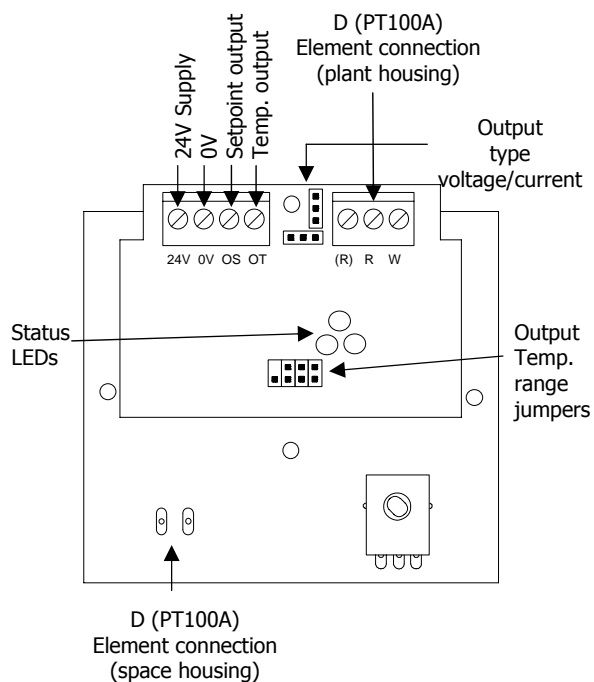 D (PT100A)
Element connection
(plant housing)
24V Supply
0V
Setpoint output
Temp. output
Output
type
voltage/current
24V 0V OS OT
(R) R W
Status
LEDs
Output
Temp.
range
jumpers
D (PT100A)
Element connection
(space housing)